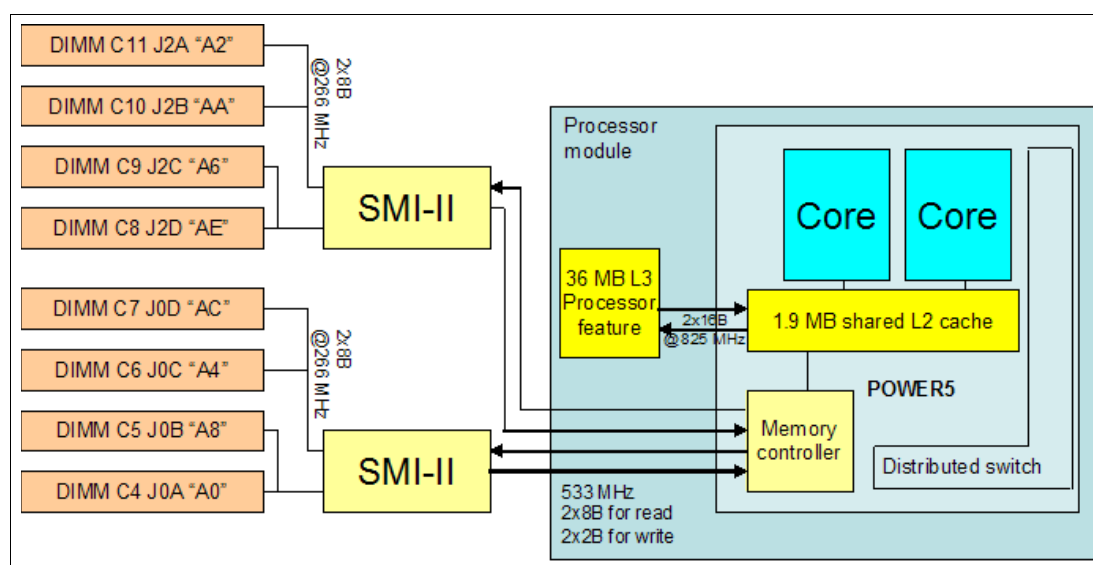 DIMM C11 J2A “A2”
DIMM C10 J2B “AA”
DIMM C9 J2C “A6”
DIMM C8 J2D “AE”
2x8B
@266 MHz
SMI-II
DIMM C7 J0D “AC”
DIMM C6 J0C “A4”
DIMM C5 J0B “A8”
DIMM C4 J0A “A0”
2x8B
@266 MHz
SMI-II
Processor
module
Core
Core
36 MB L3
Processor
feature
2x16B
@825 MHz
1.9 MB shared L2 cache
POWER5
Memory
controller
Distributed switch
533 MHz
2x8B for read
2x2B for write